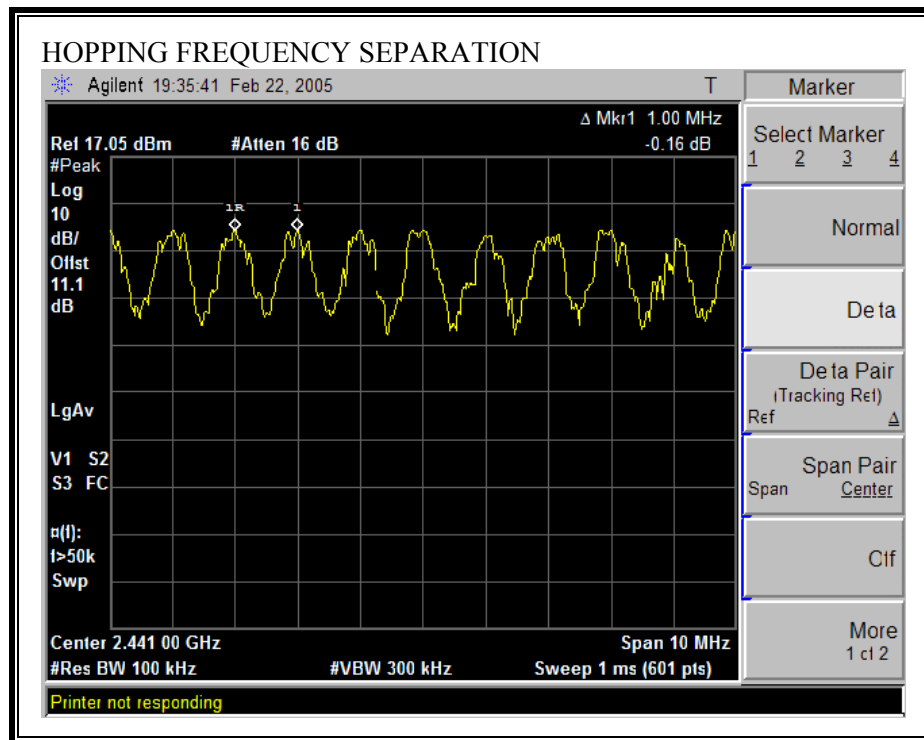 HOPPING FREQUENCY SEPARATION
Agilent 19:35:41 Feb 22, 2005 T
Δ Mkr1 1.00 MHz
Ref 17.05 dBm #Atten 16 dB -0.16 dB
#Peak
Log
10
dB/
Offst
11.1
dB
1R 1
LgAv
V1 S2
S3 FC
¤(f):
f>50k
Swp
Center 2.441 00 GHz Span 10 MHz
#Res BW 100 kHz #VBW 300 kHz Sweep 1 ms (601 pts)
Printer not responding
Marker
Select Marker
1 2 3 4
Normal
Delta
Delta Pair
(Tracking Ref)
Ref Δ
Span Pair
Span Center
Off
More
1 of 2